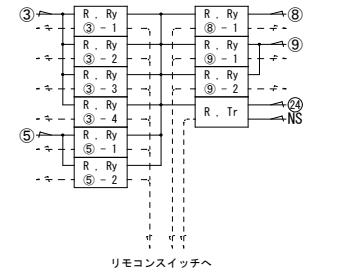 ③
R . Ry
③ - 1
R . Ry
③ - 2
R . Ry
③ - 3
R . Ry
③ - 4
⑤
R . Ry
⑤ - 1
R . Ry
⑤ - 2
R . Ry
⑧ - 1
⑧
R . Ry
⑨ - 1
⑨
R . Ry
⑨ - 2
R . Tr
㉔
NS
リモコンスイッチへ